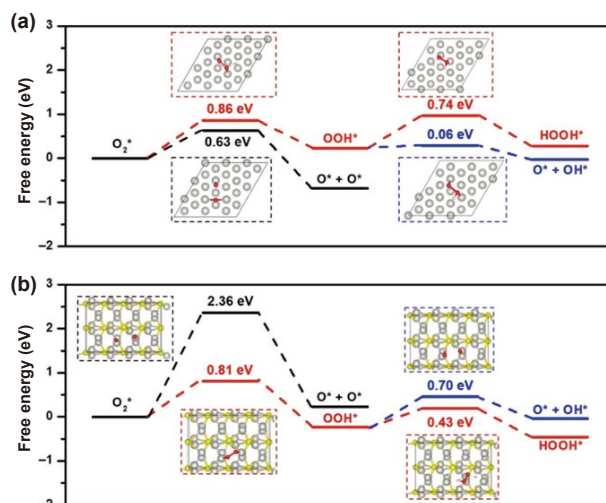 (a)
Free energy (eV)
3
2
1
0
−1
−2
O₂*
0.86 eV
0.63 eV
OOH*
O* + O*
0.74 eV
0.06 eV
HOOH*
O* + OH*
(b)
Free energy (eV)
3
2
1
0
−1
O₂*
2.36 eV
0.81 eV
O* + O*
OOH*
0.70 eV
0.43 eV
O* + OH*
HOOH*